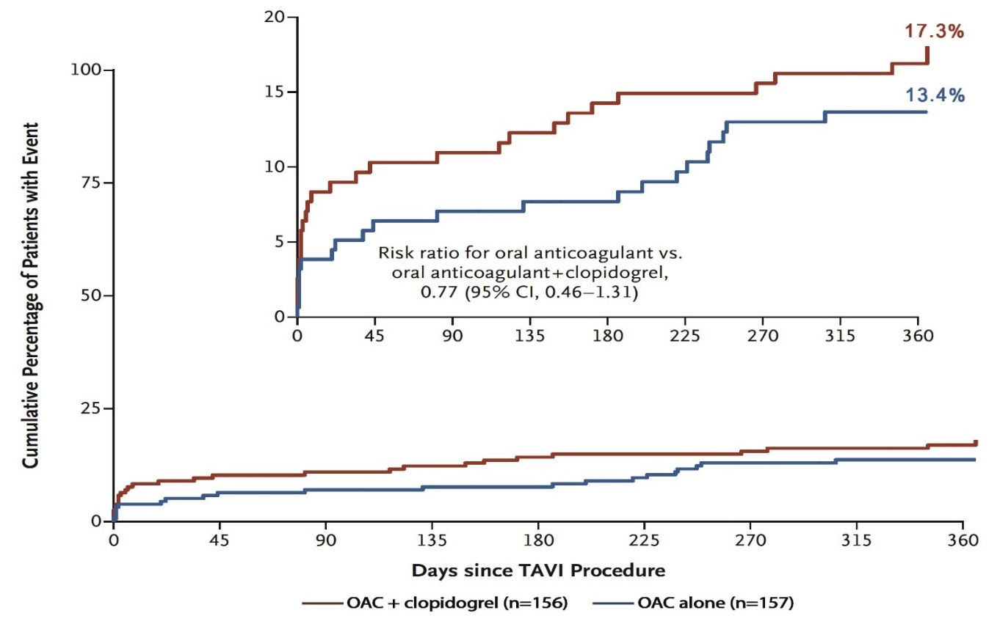 20
17.3%
100
15
13.4%
75
10
5
Risk ratio for oral anticoagulant vs.
oral anticoagulant+clopidogrel,
0.77 (95% CI, 0.46–1.31)
50
0
0 45 90 135 180 225 270 315 360
25
0
0 45 90 135 180 225 270 315 360
Cumulative Percentage of Patients with Event
Days since TAVI Procedure
OAC + clopidogrel (n=156) OAC alone (n=157)